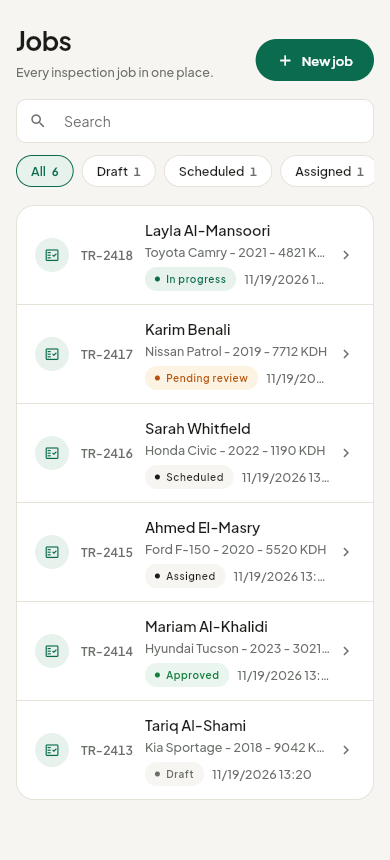 Jobs
Every inspection job in one place.
New job
Search
All 6 Draft 1 Scheduled 1 Assigned 1
Layla Al-Mansoori
TR-2418
Toyota Camry - 2021 - 4821 K...
In progress 11/19/2026 1...
Karim Benali
TR-2417
Nissan Patrol - 2019 - 7712 KDH
Pending review 11/19/20...
Sarah Whitfield
TR-2416
Honda Civic - 2022 - 1190 KDH
Scheduled 11/19/2026 13...
Ahmed El-Masry
TR-2415
Ford F-150 - 2020 - 5520 KDH
Assigned 11/19/2026 13:...
Mariam Al-Khalidi
TR-2414
Hyundai Tucson - 2023 - 3021...
Approved 11/19/2026 13:...
Tariq Al-Shami
TR-2413
Kia Sportage - 2018 - 9042 K...
Draft 11/19/2026 13:20